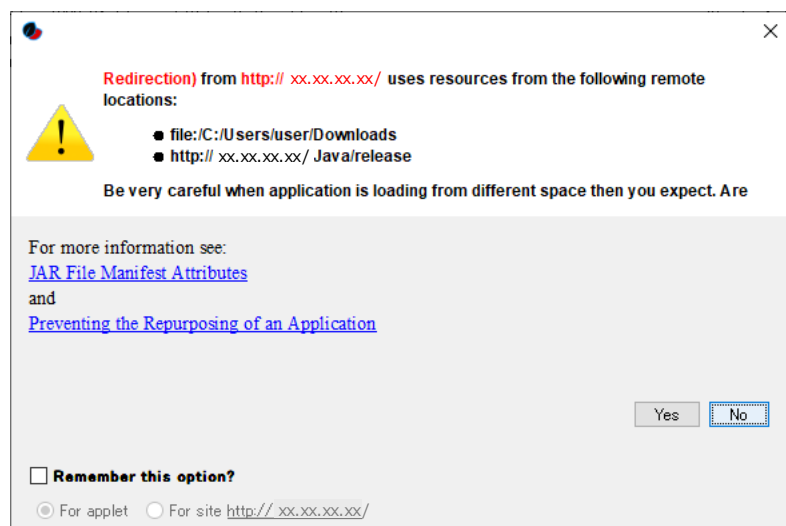 Redirection) from http:// xx.xx.xx.xx/ uses resources from the following remote
locations:
● file:/C:/Users/user/Downloads
● http:// xx.xx.xx.xx/ Java/release
Be very careful when application is loading from different space then you expect. Are
For more information see:
JAR File Manifest Attributes
and
Preventing the Repurposing of an Application
Yes No
Remember this option?
For applet For site http:// xx.xx.xx.xx/